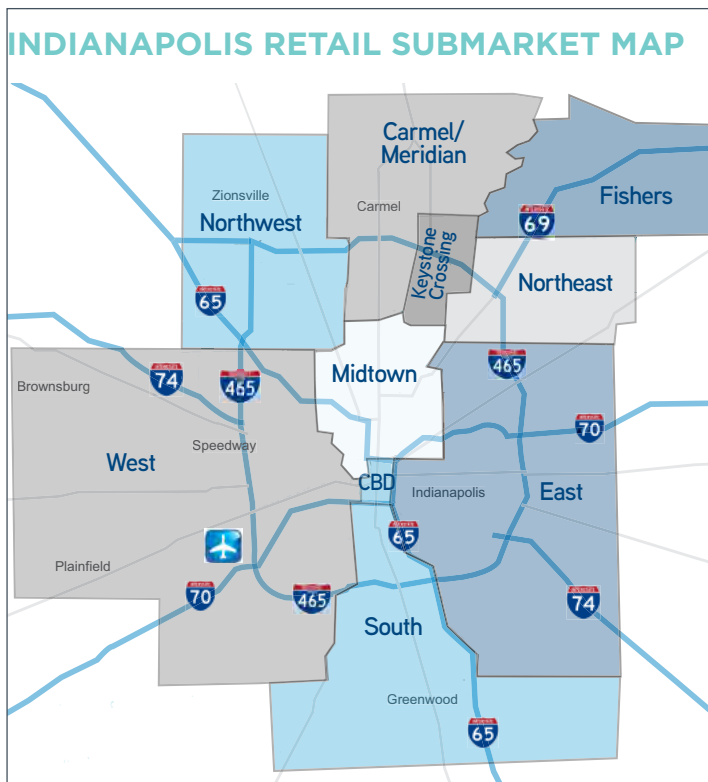 INDIANAPOLIS RETAIL SUBMARKET MAP
Carmel/
Meridian
Zionsville
Fishers
Carmel
Northwest
69
Keystone
Crossing
Northeast
65
465
74
465
Midtown
Brownsburg
70
Speedway
West
CBD
Indianapolis
East
65
Plainfield
70
465
74
South
Greenwood
65